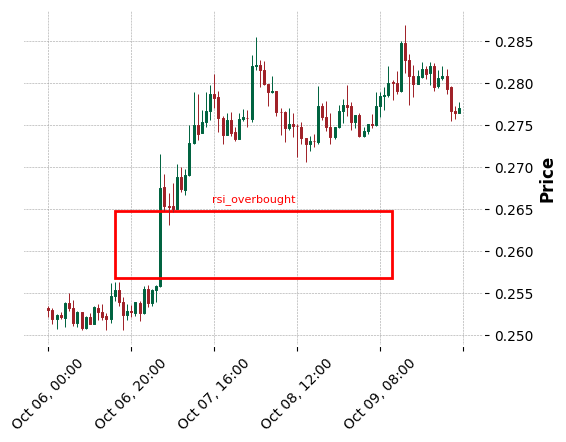 0.285
0.280
0.275
0.270
rsi_overbought
0.265
0.260
0.255
0.250
Price
Oct 06, 00:00
Oct 06, 20:00
Oct 07, 16:00
Oct 08, 12:00
Oct 09, 08:00